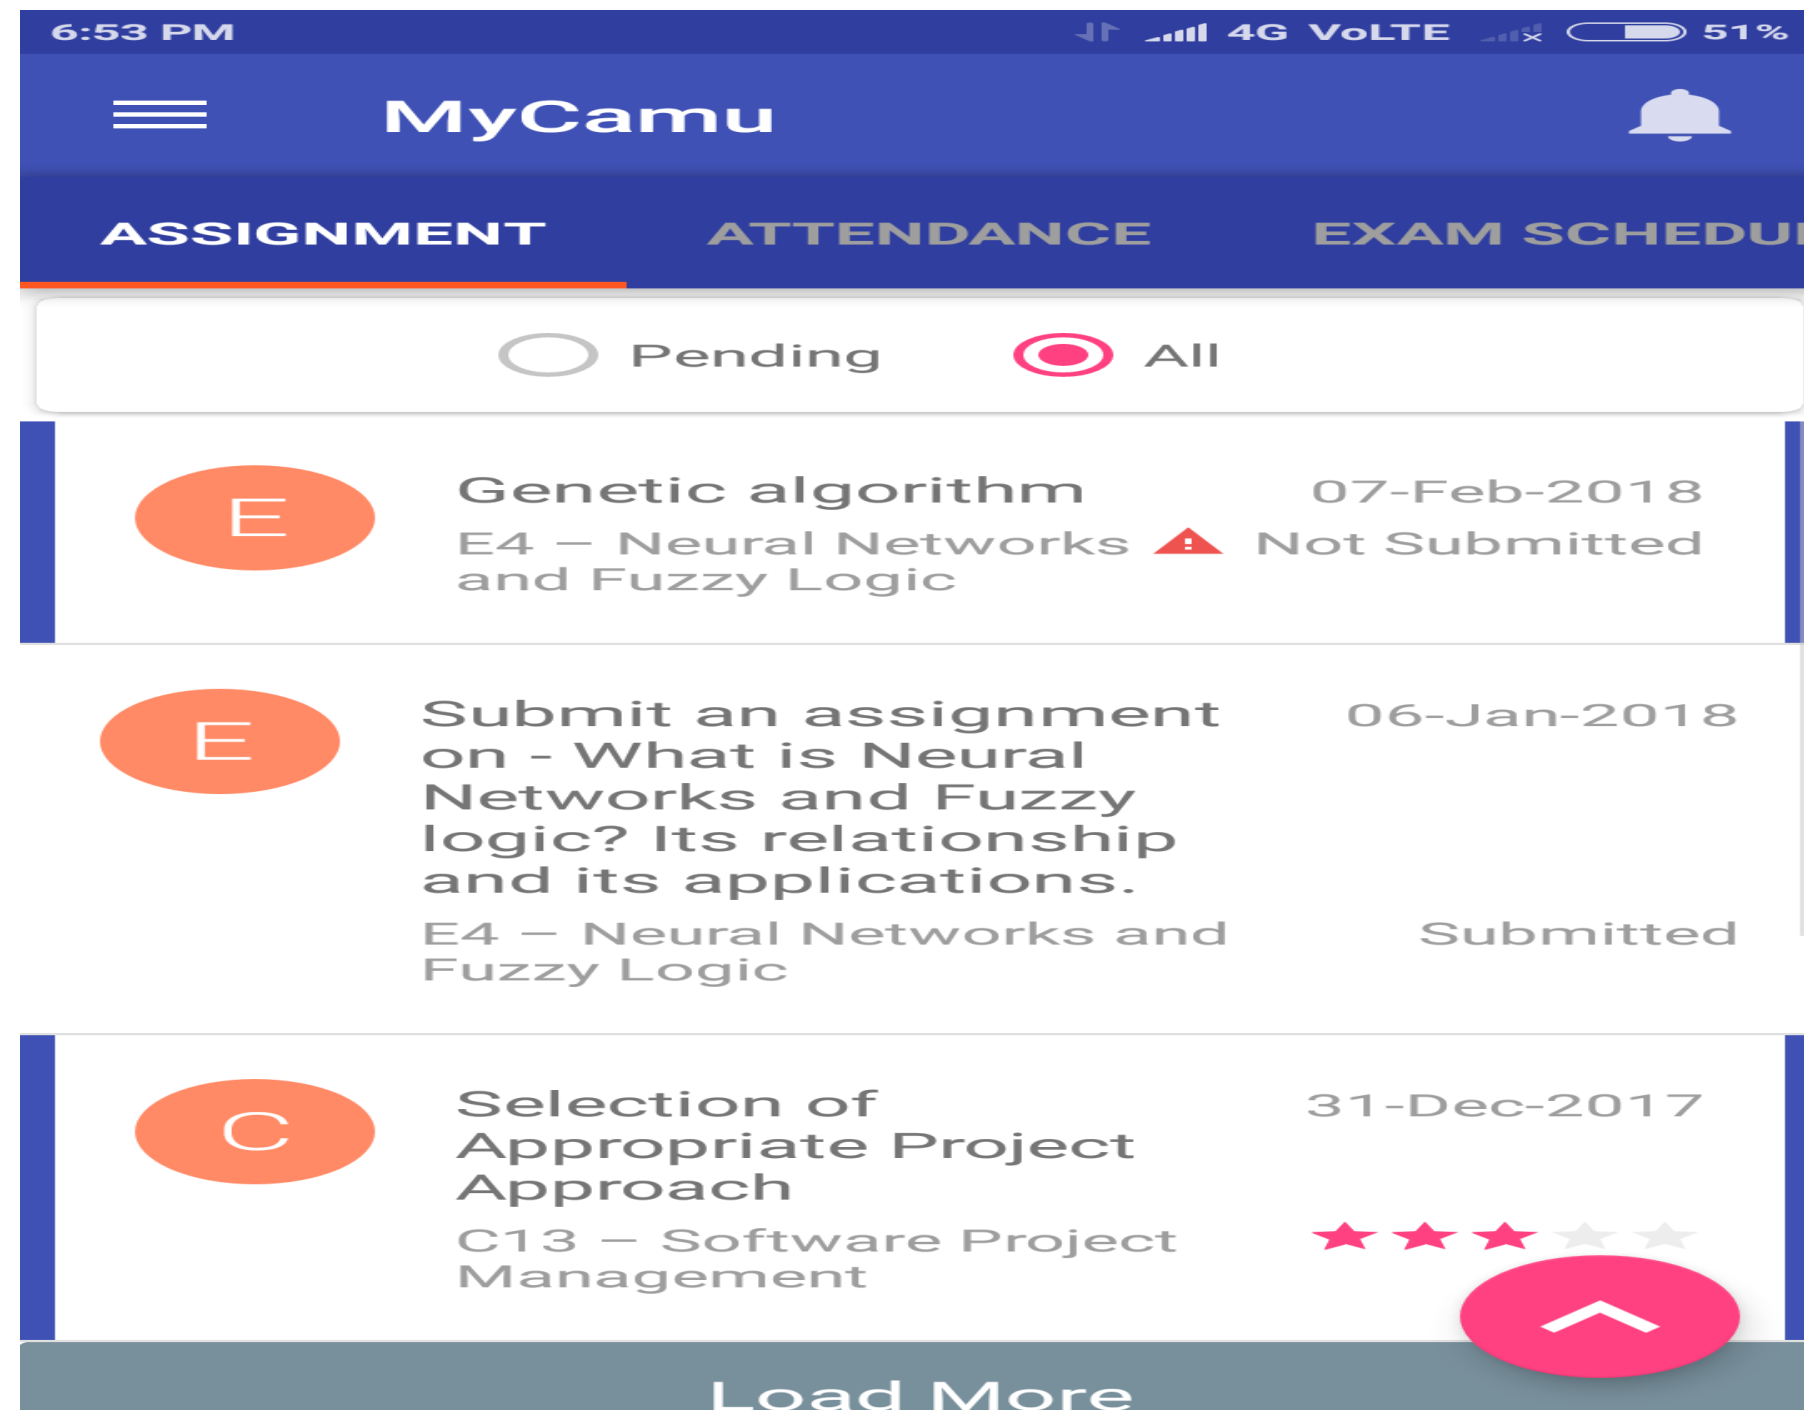 6:53 PM 4G VoLTE 51%
MyCamu
ASSIGNMENT ATTENDANCE EXAM SCHEDU
Pending All
E
Genetic algorithm 07-Feb-2018
E4 – Neural Networks Not Submitted
and Fuzzy Logic
E
Submit an assignment 06-Jan-2018
on - What is Neural
Networks and Fuzzy
logic? Its relationship
and its applications.
E4 – Neural Networks and Submitted
Fuzzy Logic
C
Selection of 31-Dec-2017
Appropriate Project
Approach
C13 – Software Project
Management
Load More